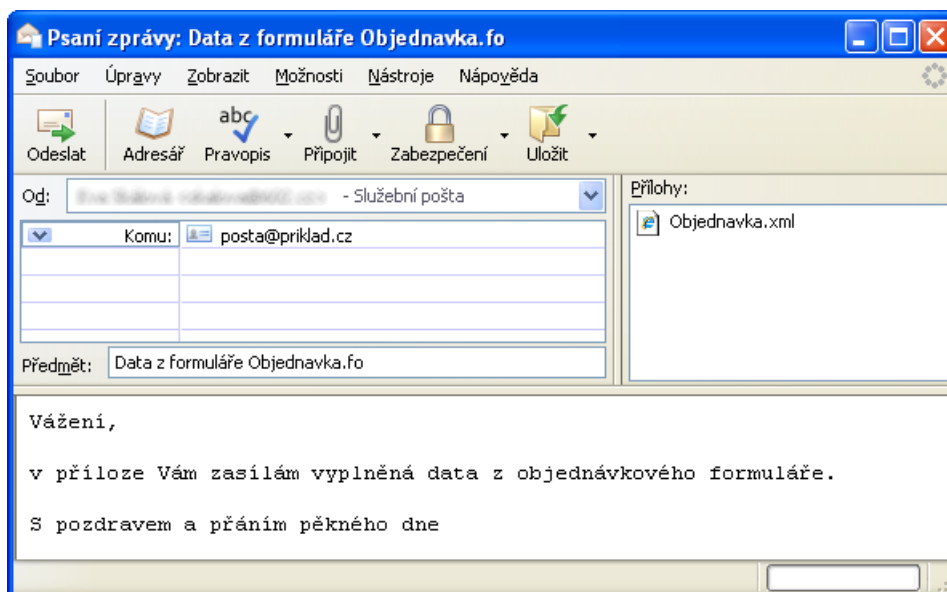 Psaní zprávy: Data z formuláře Objednavka.fo
Soubor Úpravy Zobrazit Možnosti Nástroje Nápověda
abc
Odeslat Adresář Pravopis Připojit Zabezpečení Uložit
Od: - Služební pošta
Přílohy:
Komu: posta@priklad.cz
Objednavka.xml
Předmět: Data z formuláře Objednavka.fo
Vážení,
v příloze Vám zasílám vyplněná data z objednávkového formuláře.
S pozdravem a přáním pěkného dne